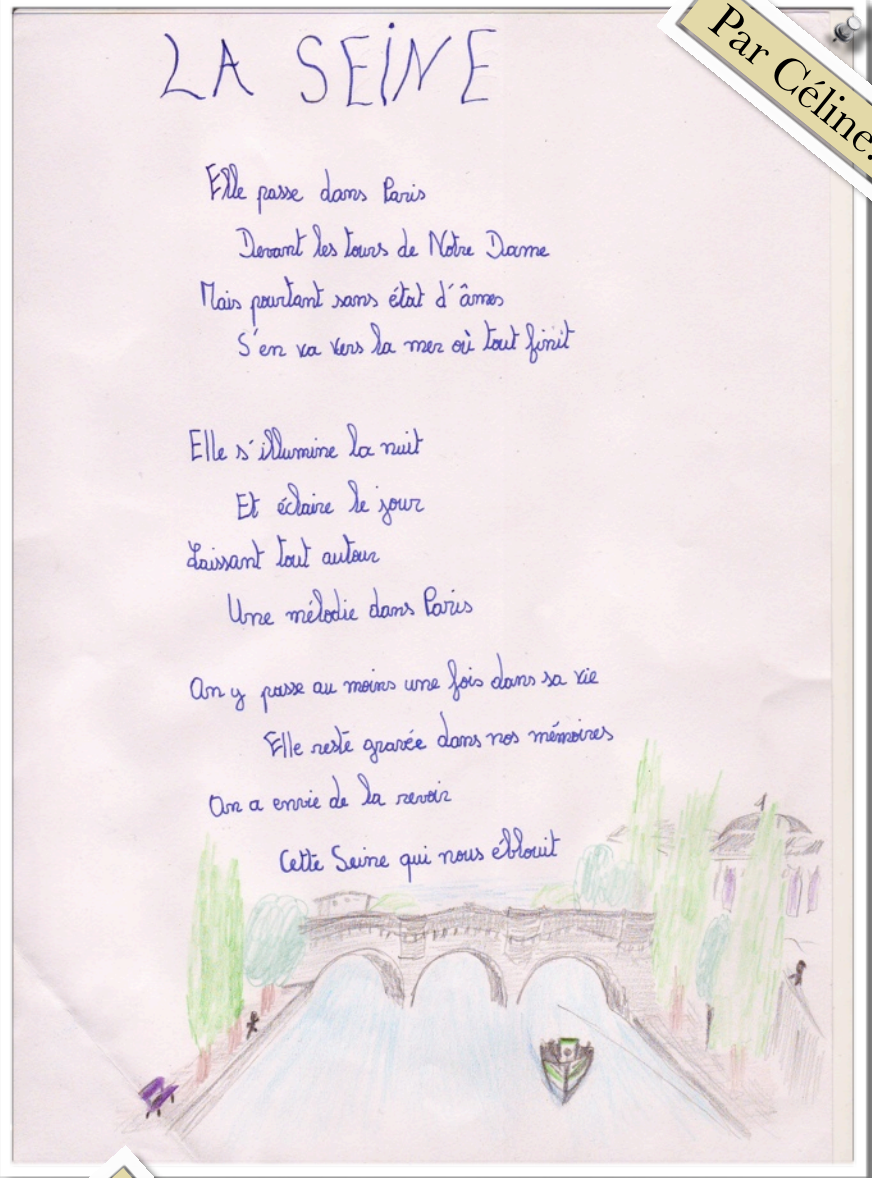 LA SEINE
Par Céline.
Elle passe dans Paris
Devant les tours de Notre Dame
Mais pourtant sans état d'âmes
S'en va vers la mer où tout finit
Elle s'illumine la nuit
Et éclaire le jour
Laissant tout autour
Une mélodie dans Paris
On y passe au moins une fois dans sa vie
Elle reste gravée dans nos mémoires
On a envie de la revoir
Cette Seine qui nous éblouit